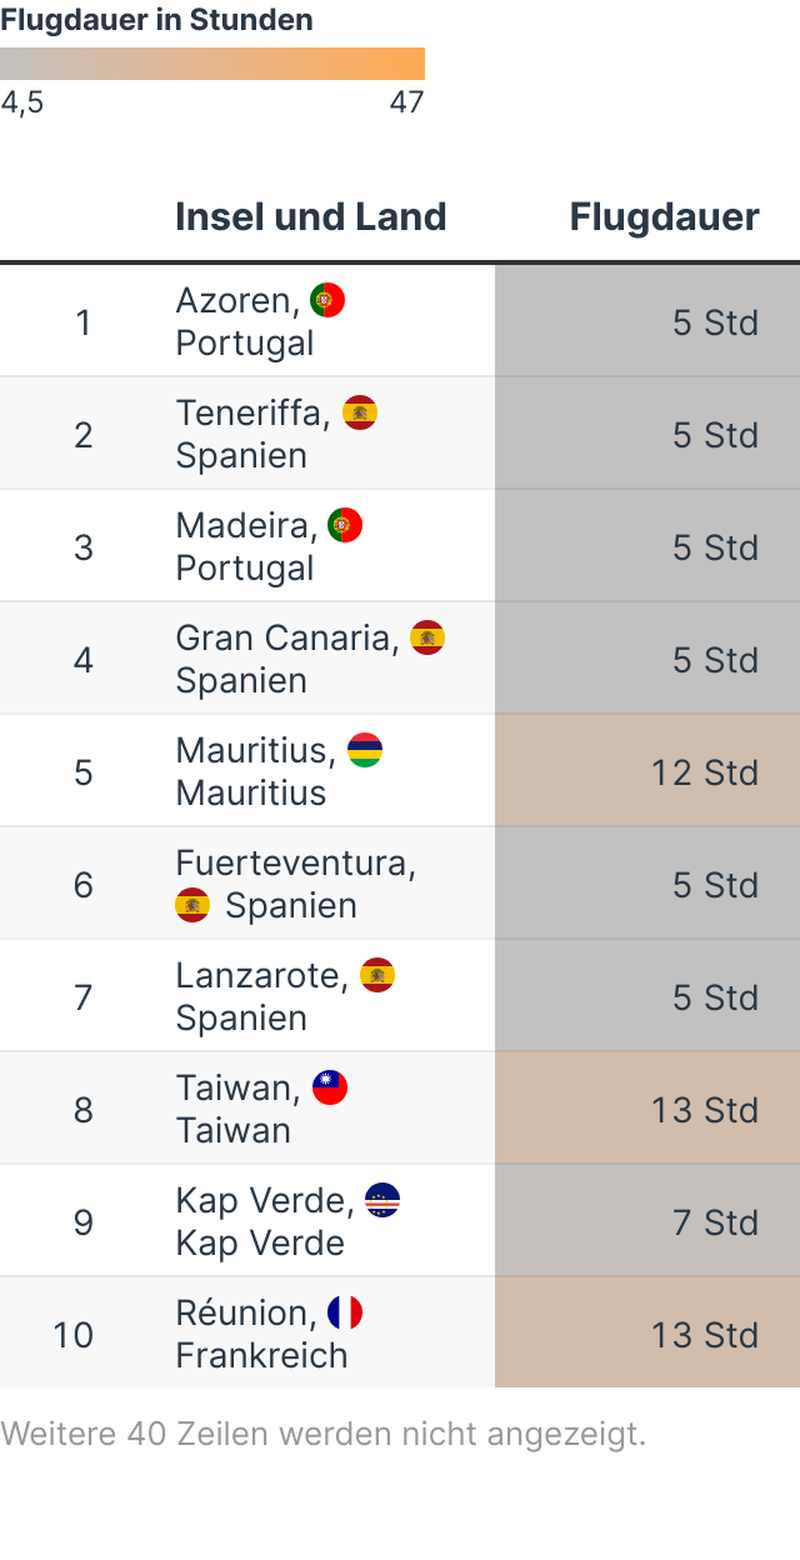 Flugdauer in Stunden
4,5 47
Insel und Land Flugdauer
1 Azoren, Portugal 5 Std
2 Teneriffa, Spanien 5 Std
3 Madeira, Portugal 5 Std
4 Gran Canaria, Spanien 5 Std
5 Mauritius, Mauritius 12 Std
6 Fuerteventura, Spanien 5 Std
7 Lanzarote, Spanien 5 Std
8 Taiwan, Taiwan 13 Std
9 Kap Verde, Kap Verde 7 Std
10 Réunion, Frankreich 13 Std
Weitere 40 Zeilen werden nicht angezeigt.